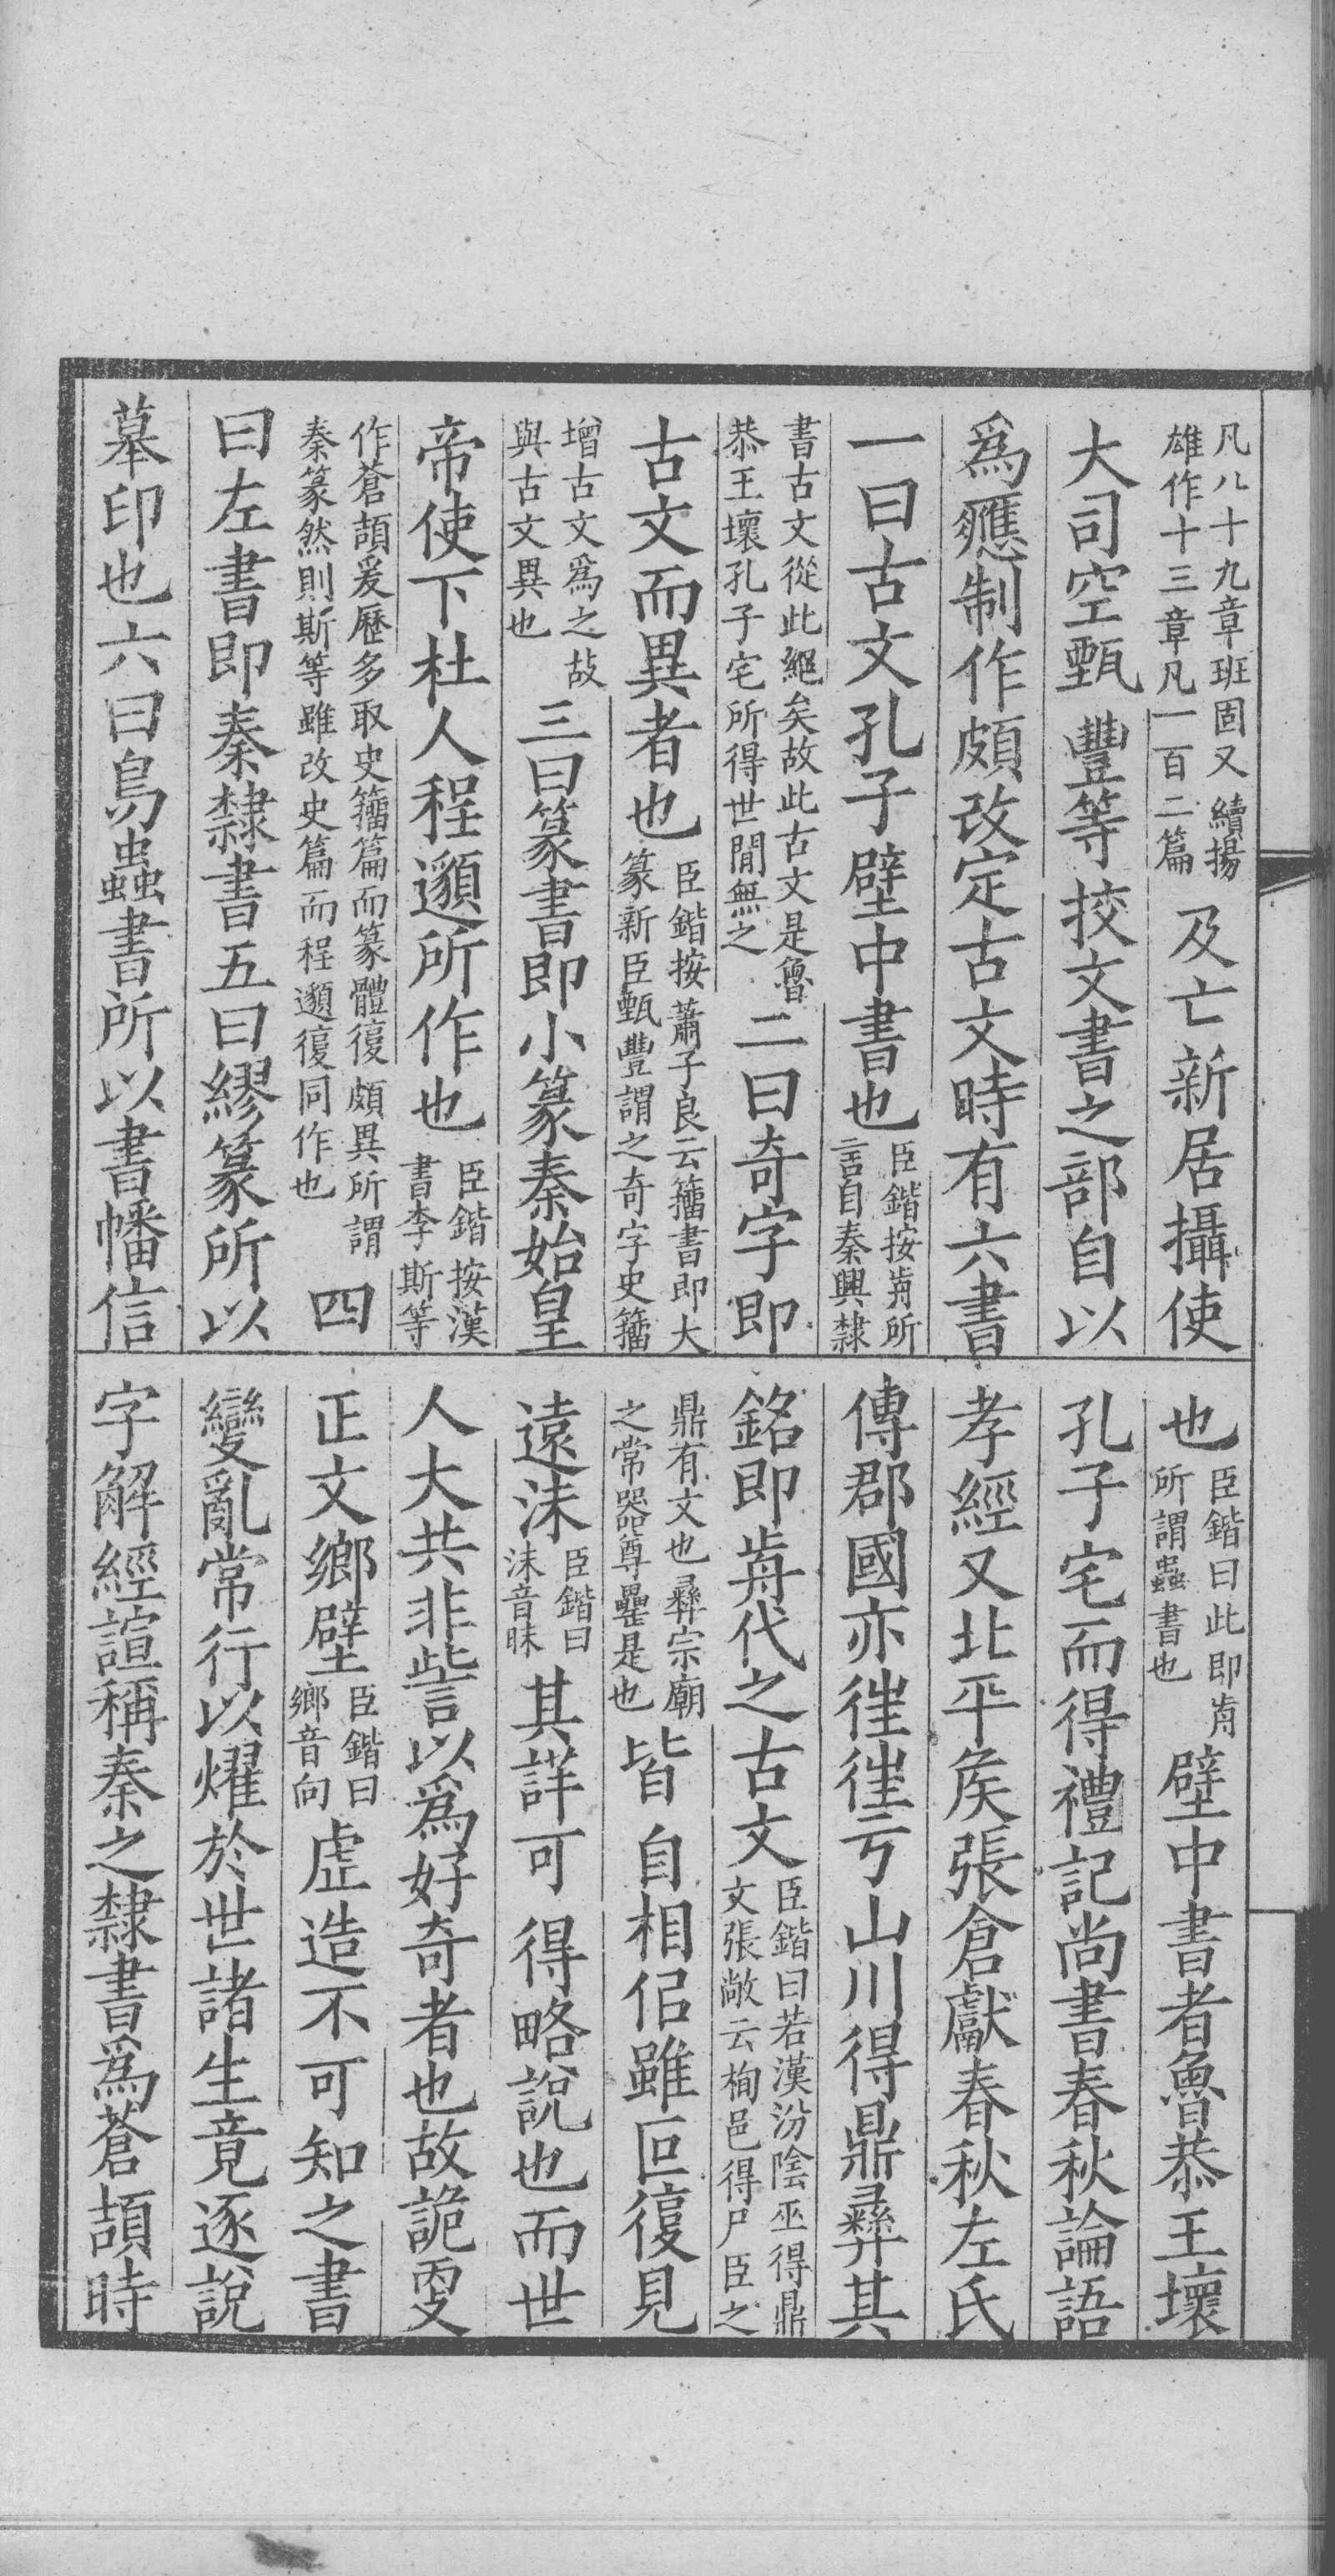 凡八十九章班固又續揚
雄作十三章凡一百二篇
及亡新居攝使
大司空甄豐等挍文書之部自以
爲應制作頗改定古文時有六書
一曰古文孔子壁中書也
臣鍇按歬所
言自秦興隸
書古文從此絕矣故此古文是魯
恭王壞孔子宅所得世閒無之
二曰奇字即
古文而異者也
臣鍇按蕭子良云籒書即大
篆新臣甄豐謂之奇字史籒
增古文爲之故
與古文異也
三曰篆書即小篆秦始皇
帝使下杜人程邈所作也
臣鍇按漢
書李斯等
作蒼頡爰歷多取史籒篇而篆體復頗異所謂
秦篆然則斯等雖改史篇而程邈復同作也
四
曰左書即秦隸書五曰繆篆所以
摹印也六曰鳥蟲書所以書幡信
也
臣鍇曰此即歬
所謂蟲書也
壁中書者魯恭王壞
孔子宅而得禮記尚書春秋論語
孝經又北平矦張倉獻春秋左氏
傳郡國亦徃徃亏山川得鼎彝其
銘即歬代之古文
臣鍇曰若漢汾陰巫得鼎
文張敞云栒邑得尸臣之
鼎有文也彝宗廟
之常器尊罍是也
皆自相佀雖叵復見
遠沬
臣鍇曰
沬音昧
其詳可得略說也而世
人大共非訾以爲好奇者也故詭㪅
正文鄉壁
臣鍇曰
鄉音向
虛造不可知之書
變亂常行以燿於世諸生竟逐說
字解經諠稱秦之隸書爲蒼頡時